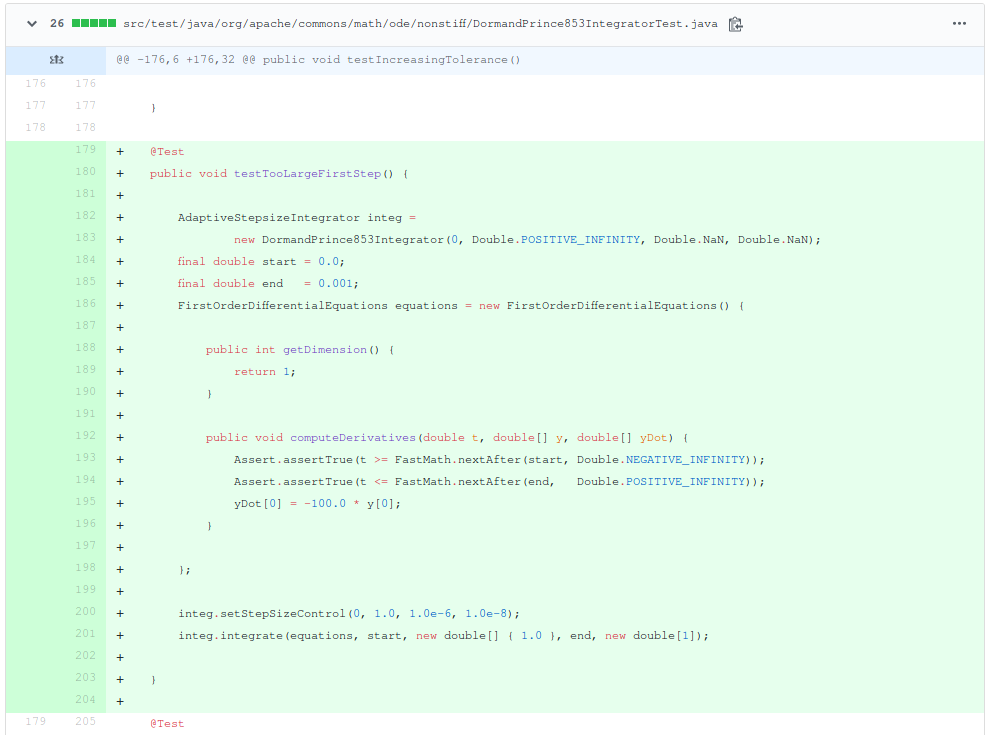 26 src/test/java/org/apache/commons/math/ode/nonstiff/DormandPrince853IntegratorTest.java
@@ -176,6 +176,32 @@ public void testIncreasingTolerance()
176 176
177 177 }
178 178
179 + @Test
180 + public void testTooLargeFirstStep() {
181 +
182 + AdaptiveStepsizeIntegrator integ =
183 + new DormandPrince853Integrator(0, Double.POSITIVE_INFINITY, Double.NaN, Double.NaN);
184 + final double start = 0.0;
185 + final double end   = 0.001;
186 + FirstOrderDifferentialEquations equations = new FirstOrderDifferentialEquations() {
187 +
188 + public int getDimension() {
189 + return 1;
190 + }
191 +
192 + public void computeDerivatives(double t, double[] y, double[] yDot) {
193 + Assert.assertTrue(t >= FastMath.nextAfter(start, Double.NEGATIVE_INFINITY));
194 + Assert.assertTrue(t <= FastMath.nextAfter(end,   Double.POSITIVE_INFINITY));
195 + yDot[0] = -100.0 * y[0];
196 + }
197 +
198 + };
199 +
200 + integ.setStepSizeControl(0, 1.0, 1.0e-6, 1.0e-8);
201 + integ.integrate(equations, start, new double[] { 1.0 }, end, new double[1]);
202 +
203 + }
204 +
179 205 @Test